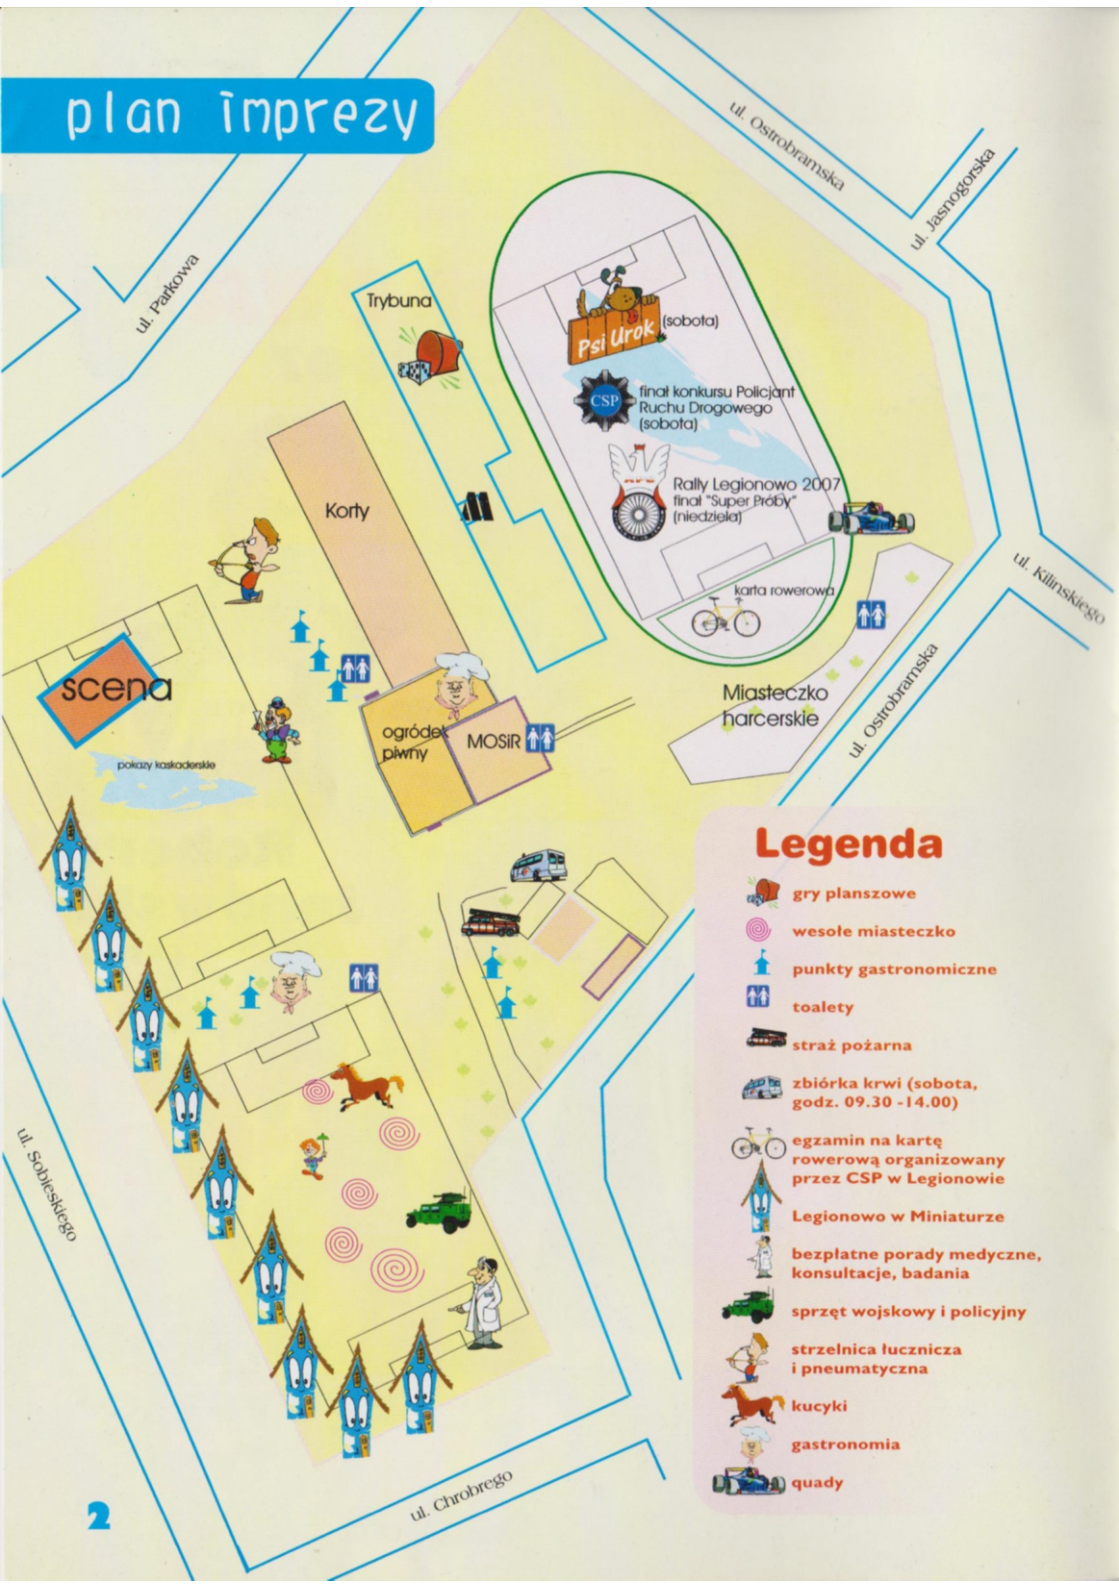 plan imprezy
ul. Ostrobramska
ul. Jasnogorska
ul. Parkowa
Trybuna
Psi Urok
(sobota)
CSP
finał konkursu Policjant
Ruchu Drogowego
(sobota)
Rally Legionowo 2007
finał "Super Próby"
(niedziela)
Korty
karta rowerowa
ul. Kilinskiego
scena
pokazy kaskaderskie
ogródek
piwny
MOSiR
Miasteczko
harcerskie
ul. Ostrobramska
Legenda
gry planszowe
wesołe miasteczko
punkty gastronomiczne
toalety
straż pożarna
zbiórka krwi (sobota,
godz. 09.30 -14.00)
egzamin na kartę
rowerową organizowany
przez CSP w Legionowie
Legionowo w Miniaturze
bezpłatne porady medyczne,
konsultacje, badania
sprzęt wojskowy i policyjny
strzelnica łucznicza
i pneumatyczna
kucyki
gastronomia
quady
ul. Sobieskiego
ul. Chrobrego
2